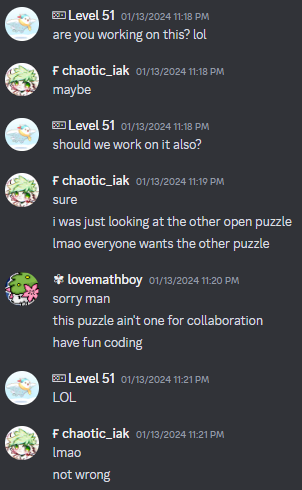 Level 51 01/13/2024 11:18 PM
are you working on this? lol
F chaotic_iak 01/13/2024 11:18 PM
maybe
Level 51 01/13/2024 11:18 PM
should we work on it also?
F chaotic_iak 01/13/2024 11:19 PM
sure
i was just looking at the other open puzzle
lmao everyone wants the other puzzle
lovemathboy 01/13/2024 11:20 PM
sorry man
this puzzle ain't one for collaboration
have fun coding
Level 51 01/13/2024 11:21 PM
LOL
F chaotic_iak 01/13/2024 11:21 PM
lmao
not wrong